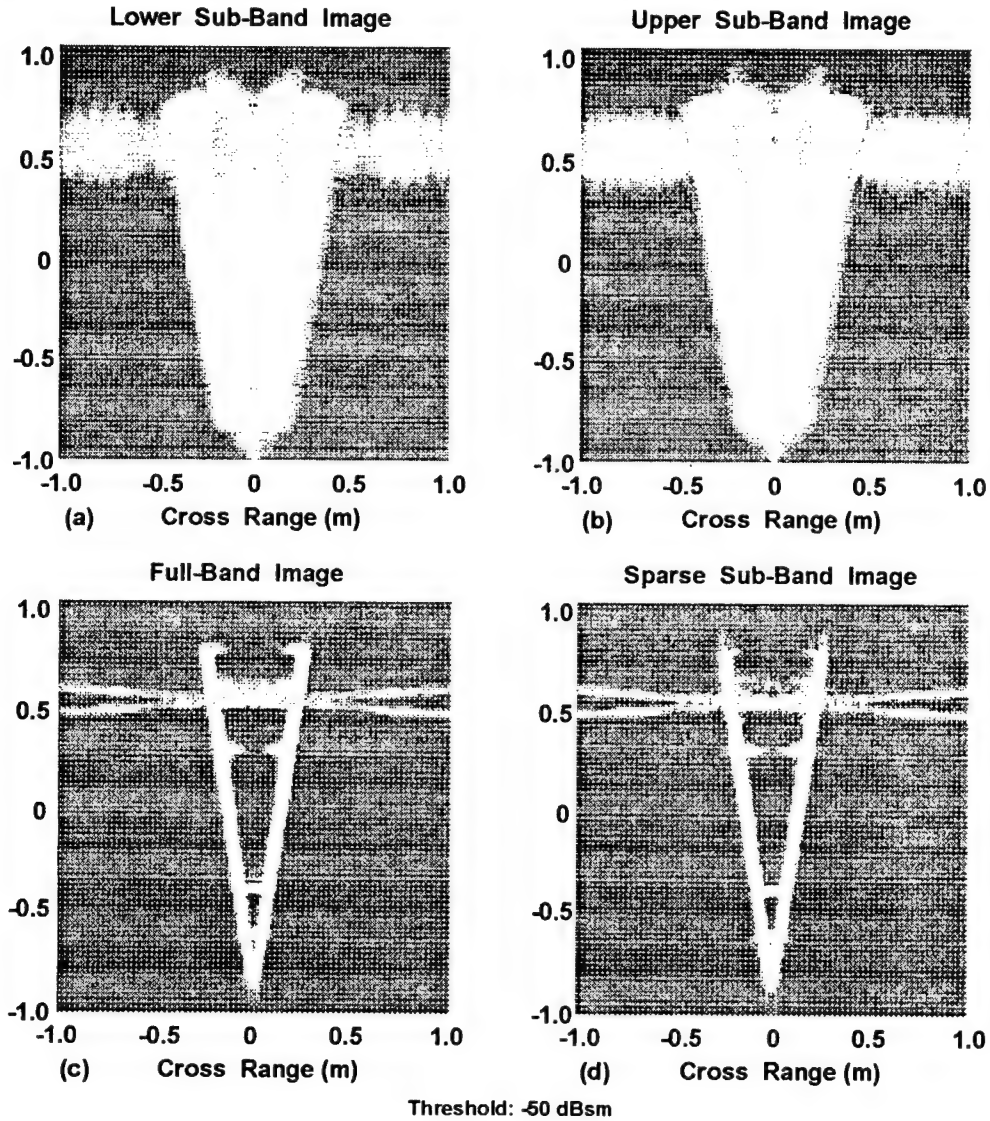 Lower Sub-Band Image
1.0
0.5
0
-0.5
-1.0
-1.0 -0.5 0 0.5 1.0
(a) Cross Range (m)
Upper Sub-Band Image
1.0
0.5
0
-0.5
-1.0
-1.0 -0.5 0 0.5 1.0
(b) Cross Range (m)
Full-Band Image
1.0
0.5
0
-0.5
-1.0
-1.0 -0.5 0 0.5 1.0
(c) Cross Range (m)
Sparse Sub-Band Image
1.0
0.5
0
-0.5
-1.0
-1.0 -0.5 0 0.5 1.0
(d) Cross Range (m)
Threshold: -50 dBsm